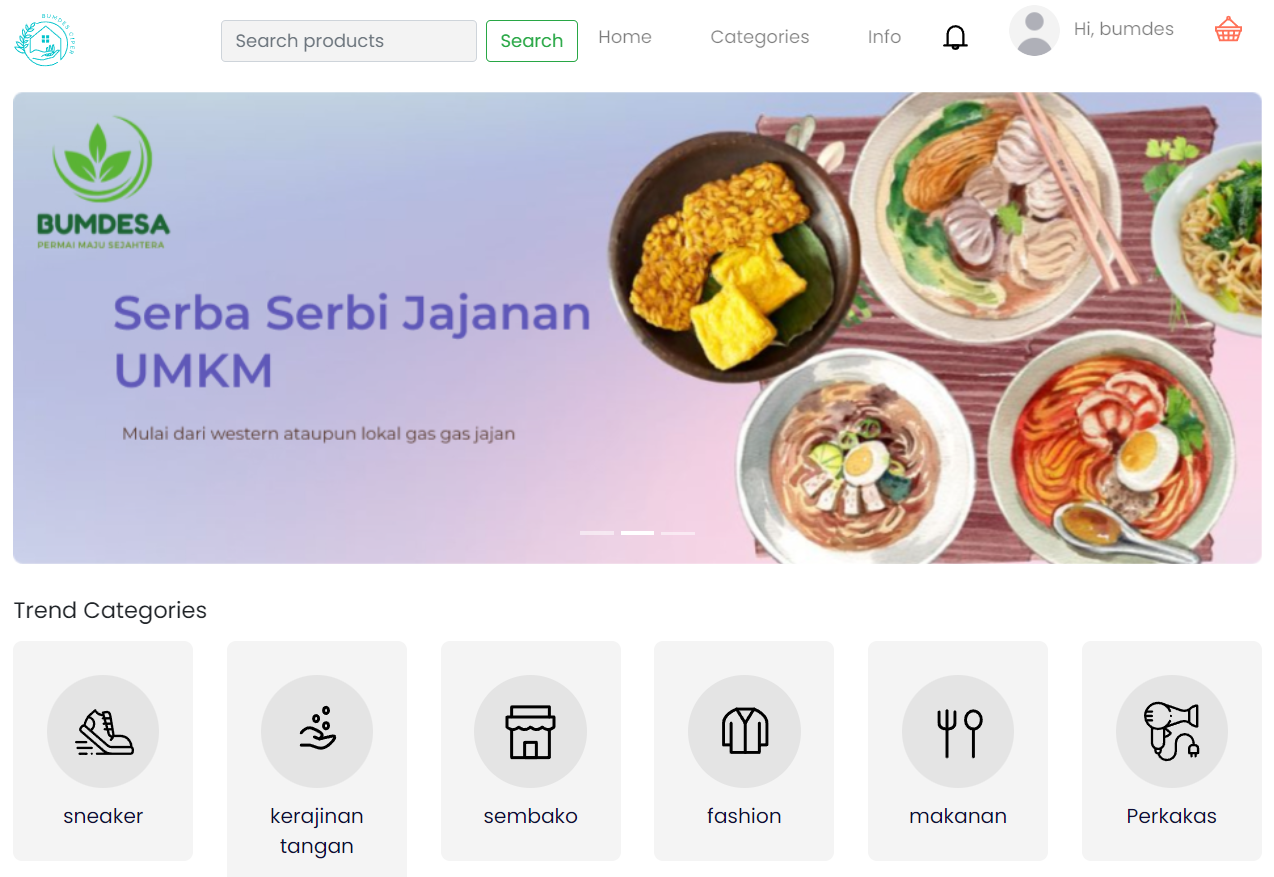 BUMDES CIPER
Search products
Search
Home
Categories
Info
Hi, bumdes
BUMDESA
PERMAI MAJU SEJAHTERA
Serba Serbi Jajanan
UMKM
Mulai dari western ataupun lokal gas gas jajan
Trend Categories
sneaker
kerajinan
tangan
sembako
fashion
makanan
Perkakas